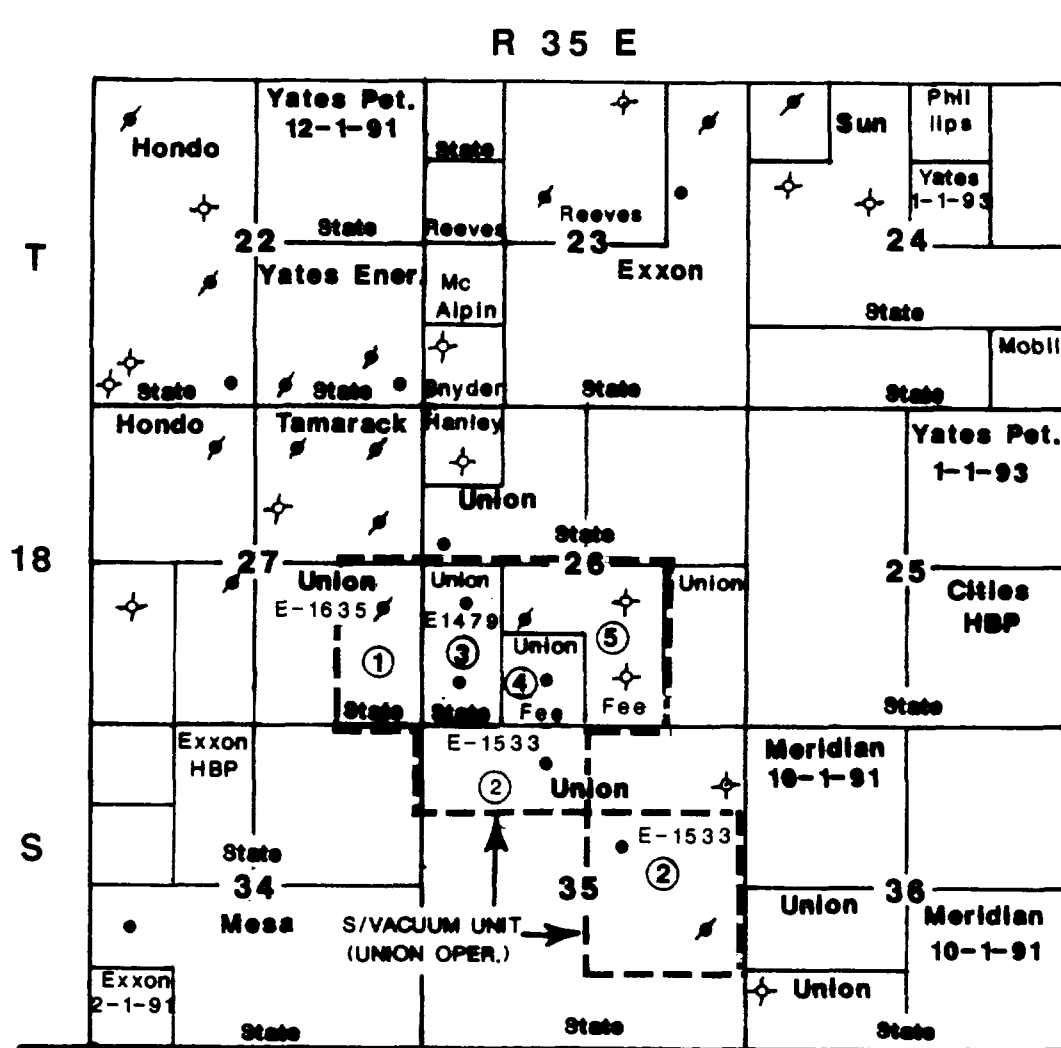 R 35 E
Yates Pet.
12-1-91
Hondo
State
22
State
Reeves
Reeves
23
Exxon
Sun
Phil
lips
Yates
1-1-93
24
T
Yates Ener.
Mc
Alpin
State
Mobil
State
State
Snyder
State
State
Hondo
Tamarack
Hanley
Yates Pet.
1-1-93
Union
State
18
27
26
25
Union
E-1635
Union
E1479
Union
Cities
HBP
1
3
Union
4
5
State
State
Fee
Fee
State
Exxon
HBP
E-1533
2
Union
Meridian
10-1-91
S
State
E-1533
2
34
35
36
Mesa
S/VACUUM UNIT
(UNION OPER.)
Union
Meridian
10-1-91
Exxon
2-1-91
Union
State
State
State